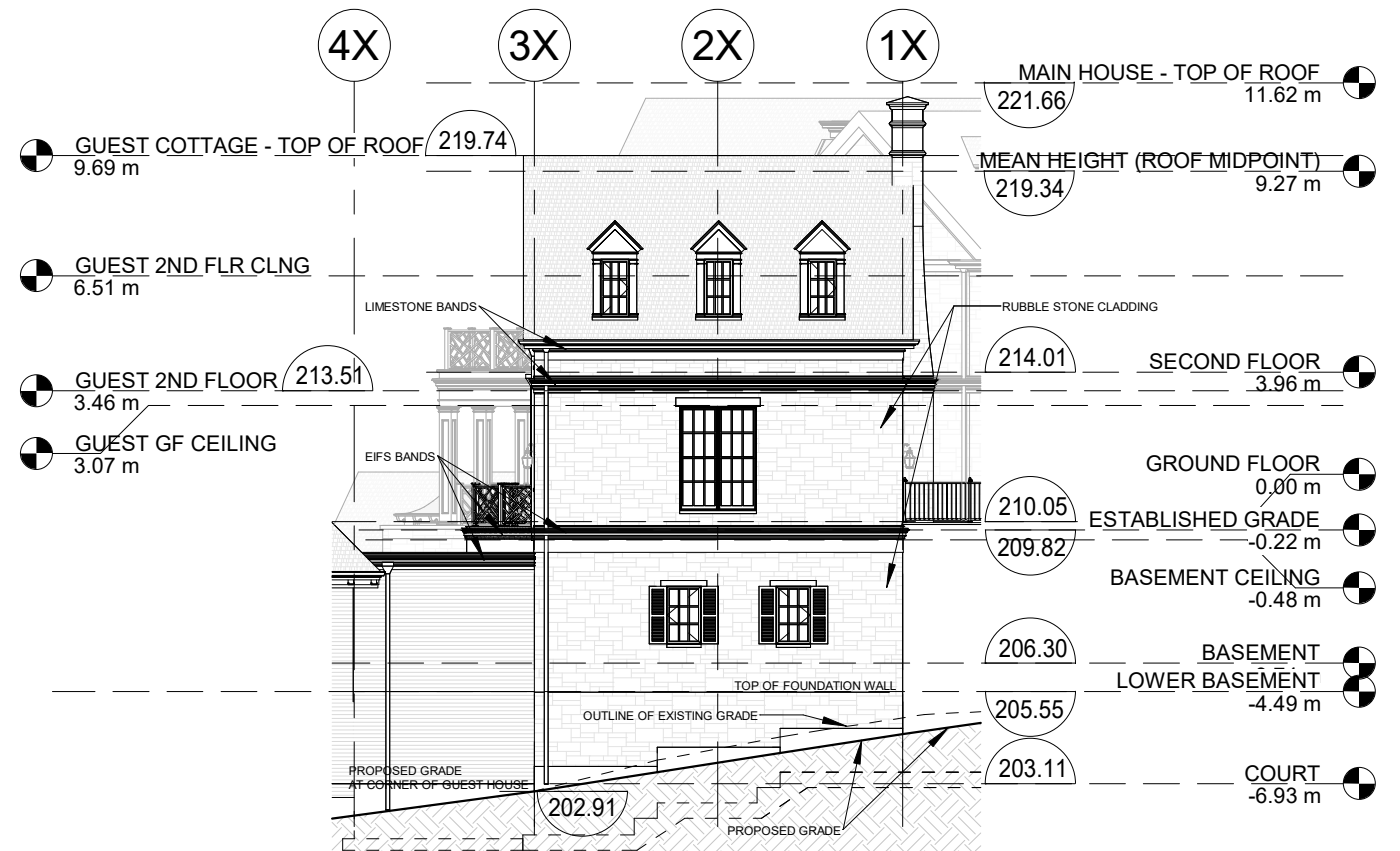 4X
3X
2X
1X
MAIN HOUSE - TOP OF ROOF
11.62 m
221.66
GUEST COTTAGE - TOP OF ROOF
9.69 m
219.74
MEAN HEIGHT (ROOF MIDPOINT)
9.27 m
219.34
GUEST 2ND FLR CLNG
6.51 m
LIMESTONE BANDS
RUBBLE STONE CLADDING
214.01
SECOND FLOOR
3.96 m
GUEST 2ND FLOOR
3.46 m
213.51
GUEST GF CEILING
3.07 m
EIFS BANDS
GROUND FLOOR
0.00 m
210.05
ESTABLISHED GRADE
-0.22 m
209.82
BASEMENT CEILING
-0.48 m
206.30
BASEMENT
TOP OF FOUNDATION WALL
LOWER BASEMENT
-4.49 m
205.55
OUTLINE OF EXISTING GRADE
PROPOSED GRADE
AT CORNER OF GUEST HOUSE
203.11
COURT
-6.93 m
202.91
PROPOSED GRADE